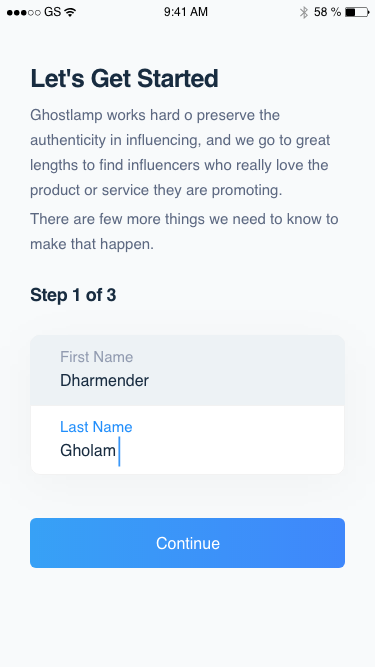 GS 9:41 AM 58 %
Let's Get Started
Ghostlamp works hard o preserve the
authenticity in influencing, and we go to great
lengths to find influencers who really love the
product or service they are promoting.
There are few more things we need to know to
make that happen.
Step 1 of 3
First Name
Dharmender
Last Name
Gholam
Continue